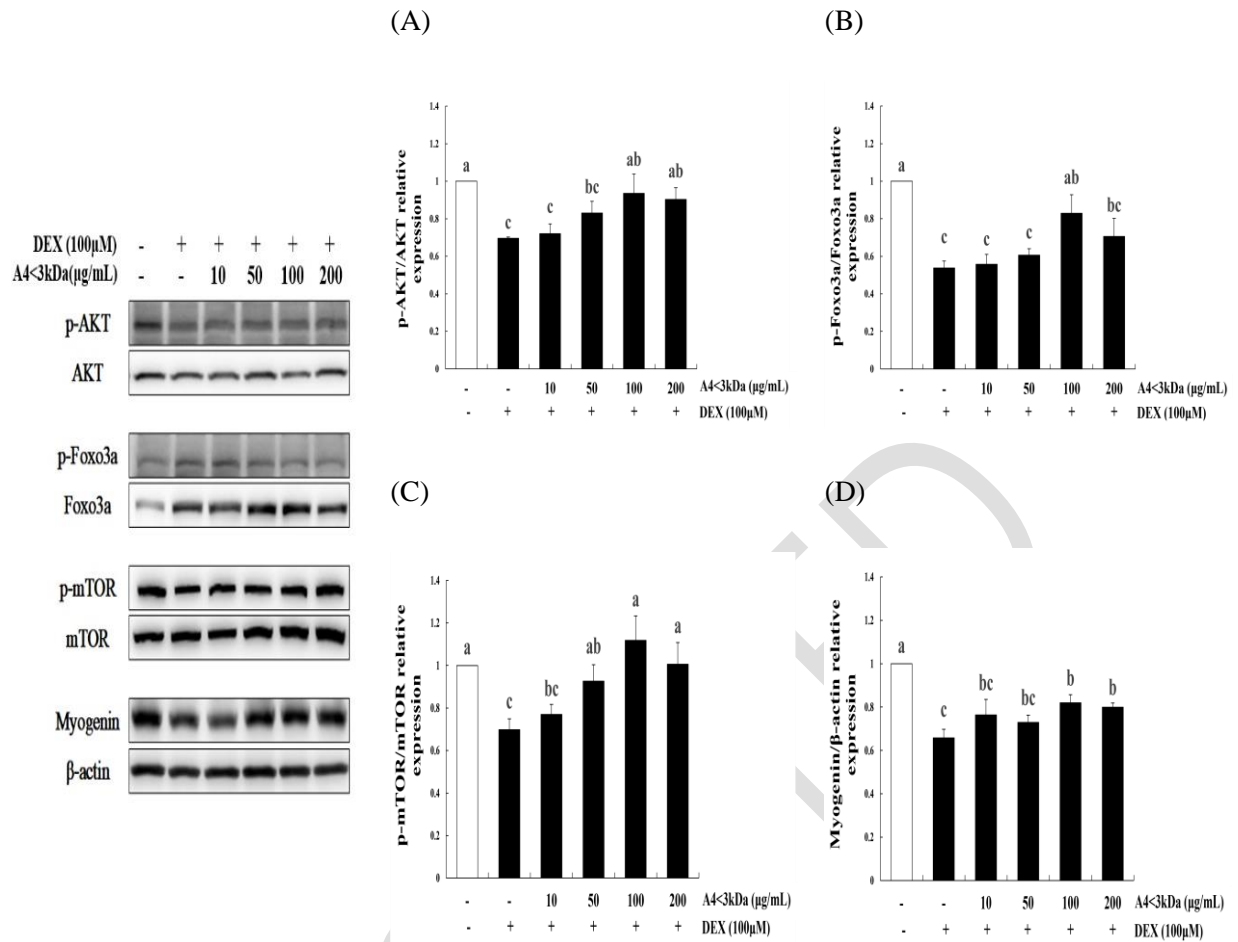 (A)
1.4
1.2
1
0.8
0.6
0.4
0.2
0
p-AKT/AKT relative
expression
a
c
c
bc
ab
ab
- - 10 50 100 200 A4<3kDa (μg/mL)
- + + + + + DEX (100μM)
(B)
1.4
1.2
1
0.8
0.6
0.4
0.2
0
p-Foxo3a/Foxo3a relative
expression
a
c
c
c
ab
bc
- - 10 50 100 200 A4<3kDa (μg/mL)
- + + + + + DEX (100μM)
DEX (100μM) - + + + + +
A4<3kDa(μg/mL) - - 10 50 100 200
p-AKT
AKT
p-Foxo3a
Foxo3a
p-mTOR
mTOR
Myogenin
β-actin
(C)
1.4
1.2
1
0.8
0.6
0.4
0.2
0
p-mTOR/mTOR relative
expression
a
c
bc
ab
a
a
- - 10 50 100 200 A4<3kDa (μg/mL)
- + + + + + DEX (100μM)
(D)
1.4
1.2
1
0.8
0.6
0.4
0.2
0
Myogenin/β-actin relative
expression
a
c
bc
bc
b
b
- - 10 50 100 200 A4<3kDa (μg/mL)
- + + + + + DEX (100μM)